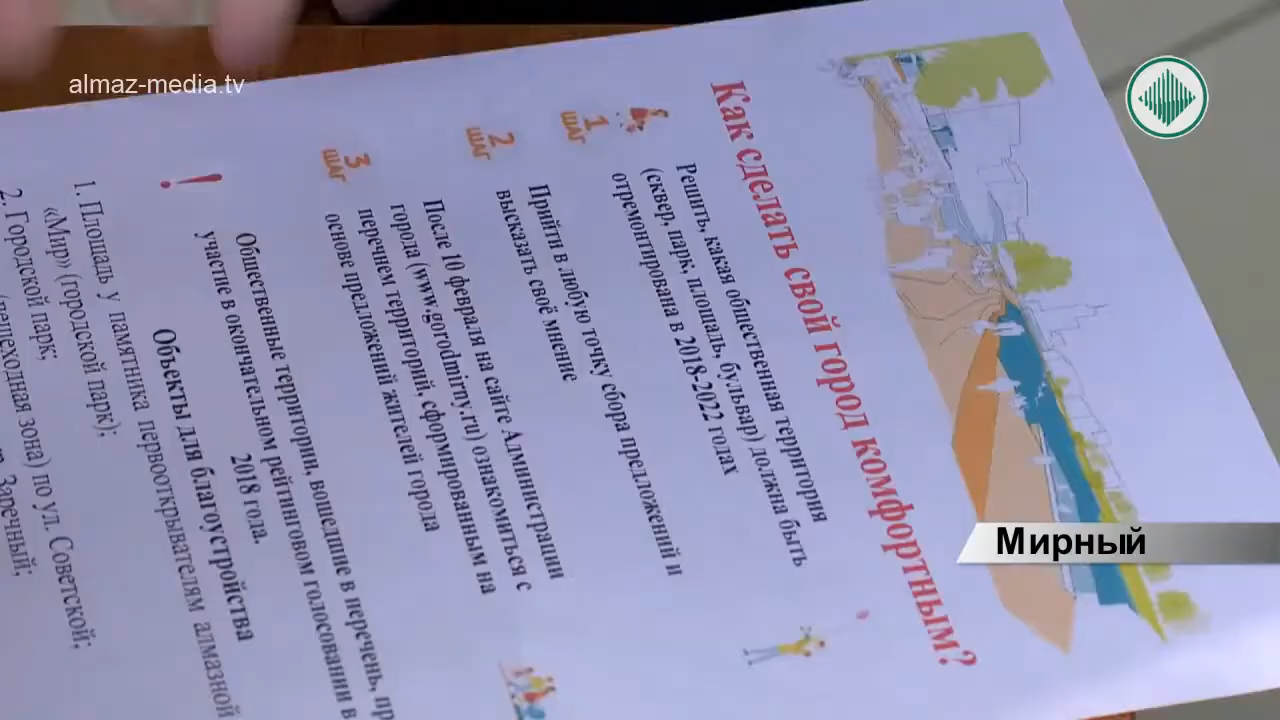 almaz-media.tv
Как сделать свой город комфортным?
1
ШАГ
Решить, какая общественная территория
(сквер, парк, площадь, бульвар) должна быть
отремонтирована в 2018-2022 годах
2
ШАГ
Прийти в любую точку сбора предложений и
высказать своё мнение
3
ШАГ
После 10 февраля на сайте Администрации
города (www.gorodmirny.ru) ознакомиться с
перечнем территорий, сформированным на
основе предложений жителей города
!
Общественные территории, вошедшие в перечень, пр
участие в окончательном рейтинговом голосовании в
2018 года.
Объекты для благоустройства
1. Площадь у памятника первооткрывателям алмазной
«Мир» (городской парк);
2. Городской парк;
(пешеходная зона) по ул. Советской;
Заречный;
Мирный